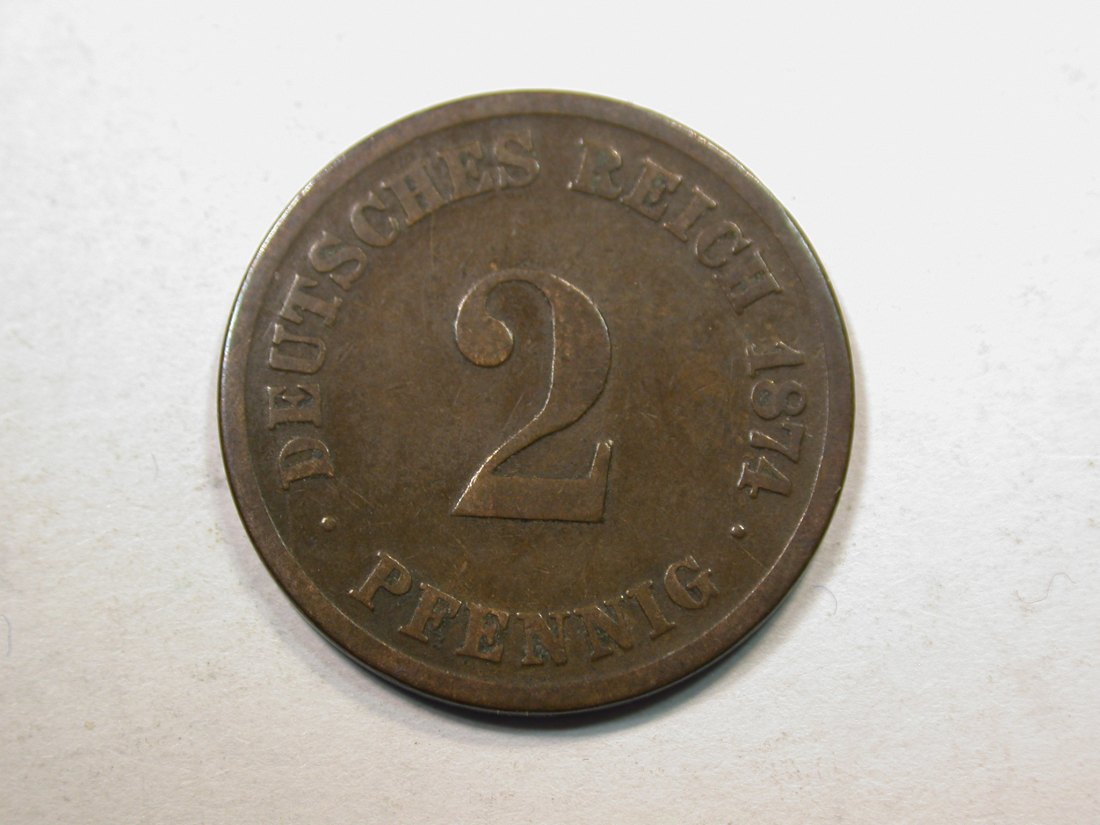 DEUTSCHES REICH 1874
2
· PFENNIG ·